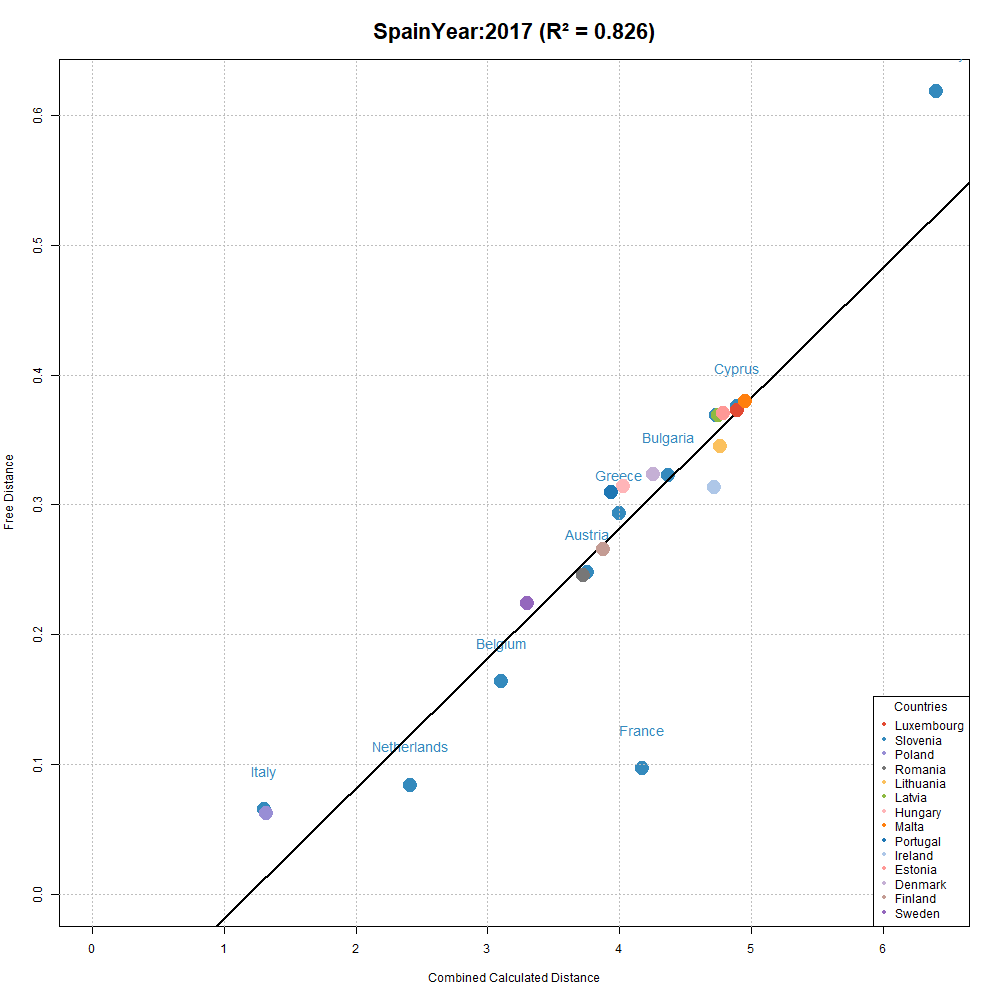 SpainYear:2017 (R² = 0.826)
Free Distance
0.6
0.5
0.4
0.3
0.2
0.1
0.0
Cyprus
Bulgaria
Greece
Austria
Belgium
France
Netherlands
Italy
Countries
Luxembourg
Slovenia
Poland
Romania
Lithuania
Latvia
Hungary
Malta
Portugal
Ireland
Estonia
Denmark
Finland
Sweden
0 1 2 3 4 5 6
Combined Calculated Distance